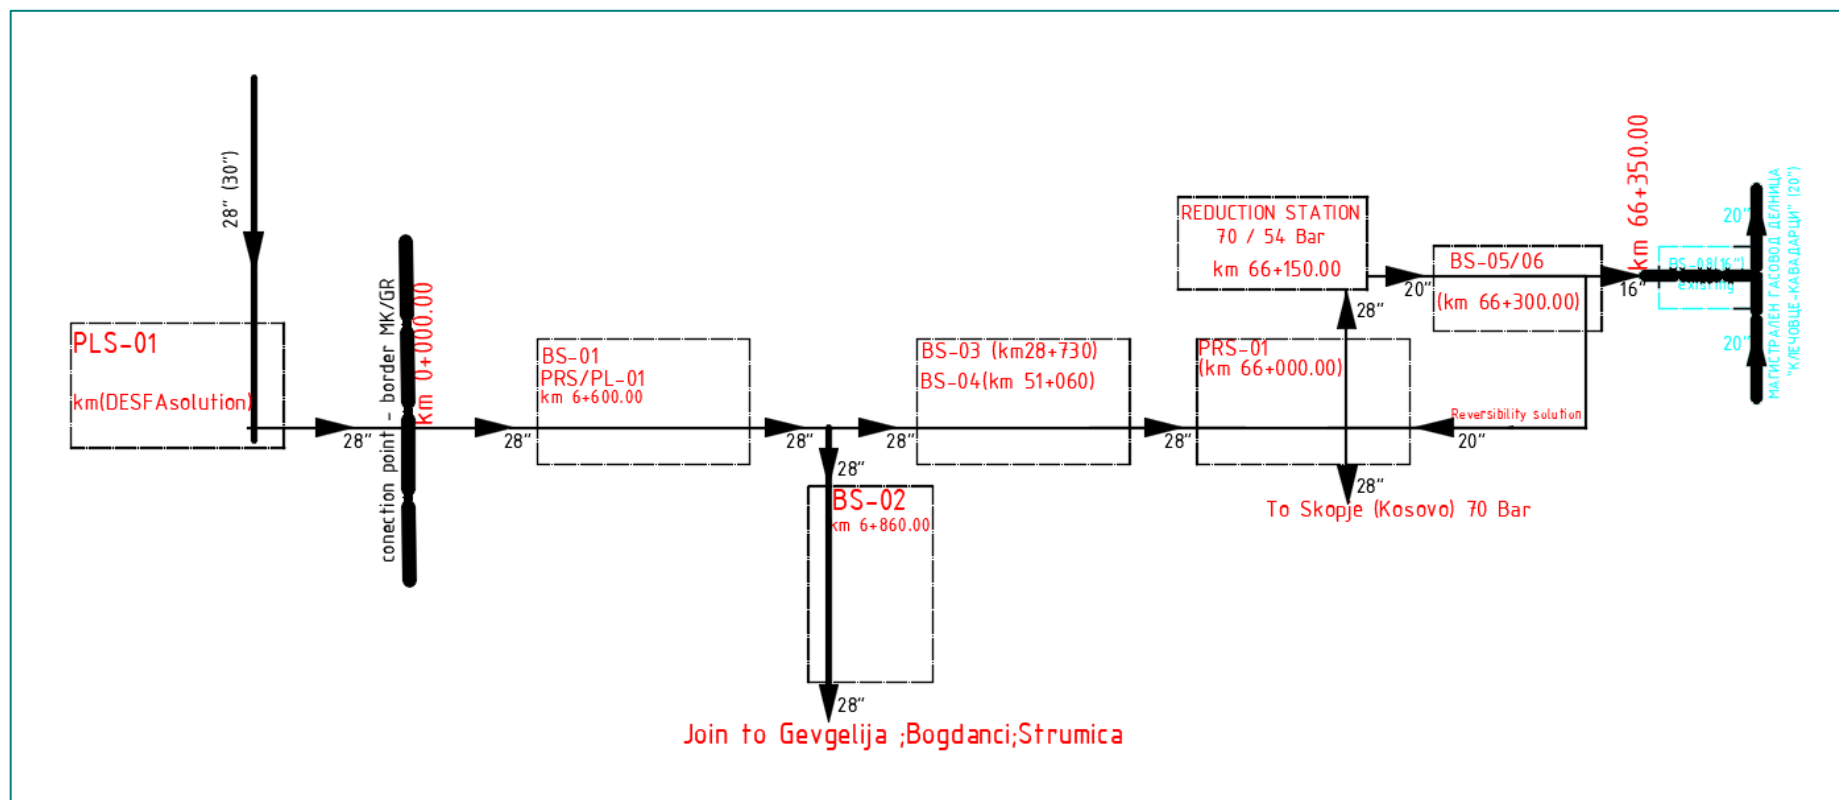 28" (30")
PLS-01
km(DESFAsolution)
28"
conection point - border MK/GR
km 0+000.00
28"
BS-01
PRS/PL-01
km 6+600.00
28"
28"
BS-02
km 6+860.00
28"
Join to Gevgelija ;Bogdanci;Strumica
28"
BS-03 (km28+730)
BS-04(km 51+060)
28"
PRS-01
(km 66+000.00)
28"
To Skopje (Kosovo) 70 Bar
28"
REDUCTION STATION
70 / 54 Bar
km 66+150.00
20"
BS-05/06
(km 66+300.00)
Reversibility solution
20"
16"
km 66+350.00
BS-08(16")
existing
20"
20"
МАГИСТРАЛЕН ГАСОВОД ДЕЛНИЦА
"КЛЕЧОВЦЕ-КАВАДАРЦИ" (20")